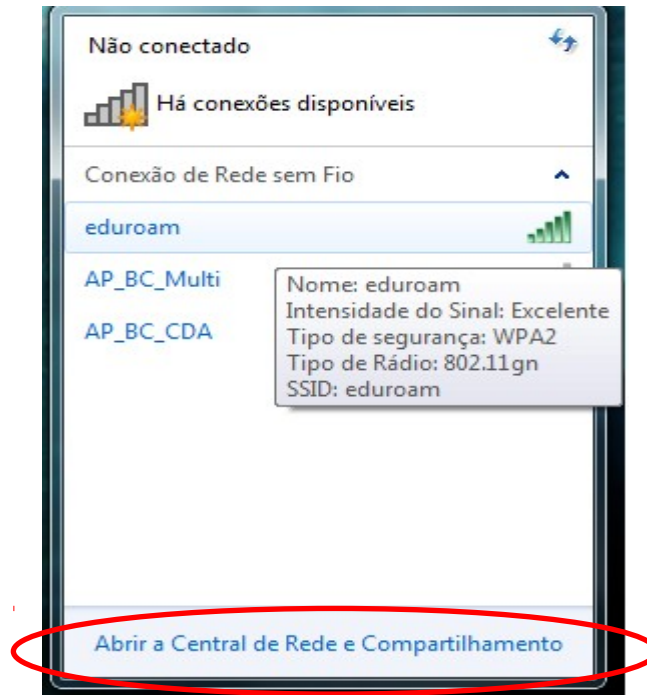 Não conectado
Há conexões disponíveis
Conexão de Rede sem Fio
eduroam
AP_BC_Multi
AP_BC_CDA
Nome: eduroam
Intensidade do Sinal: Excelente
Tipo de segurança: WPA2
Tipo de Rádio: 802.11gn
SSID: eduroam
Abrir a Central de Rede e Compartilhamento